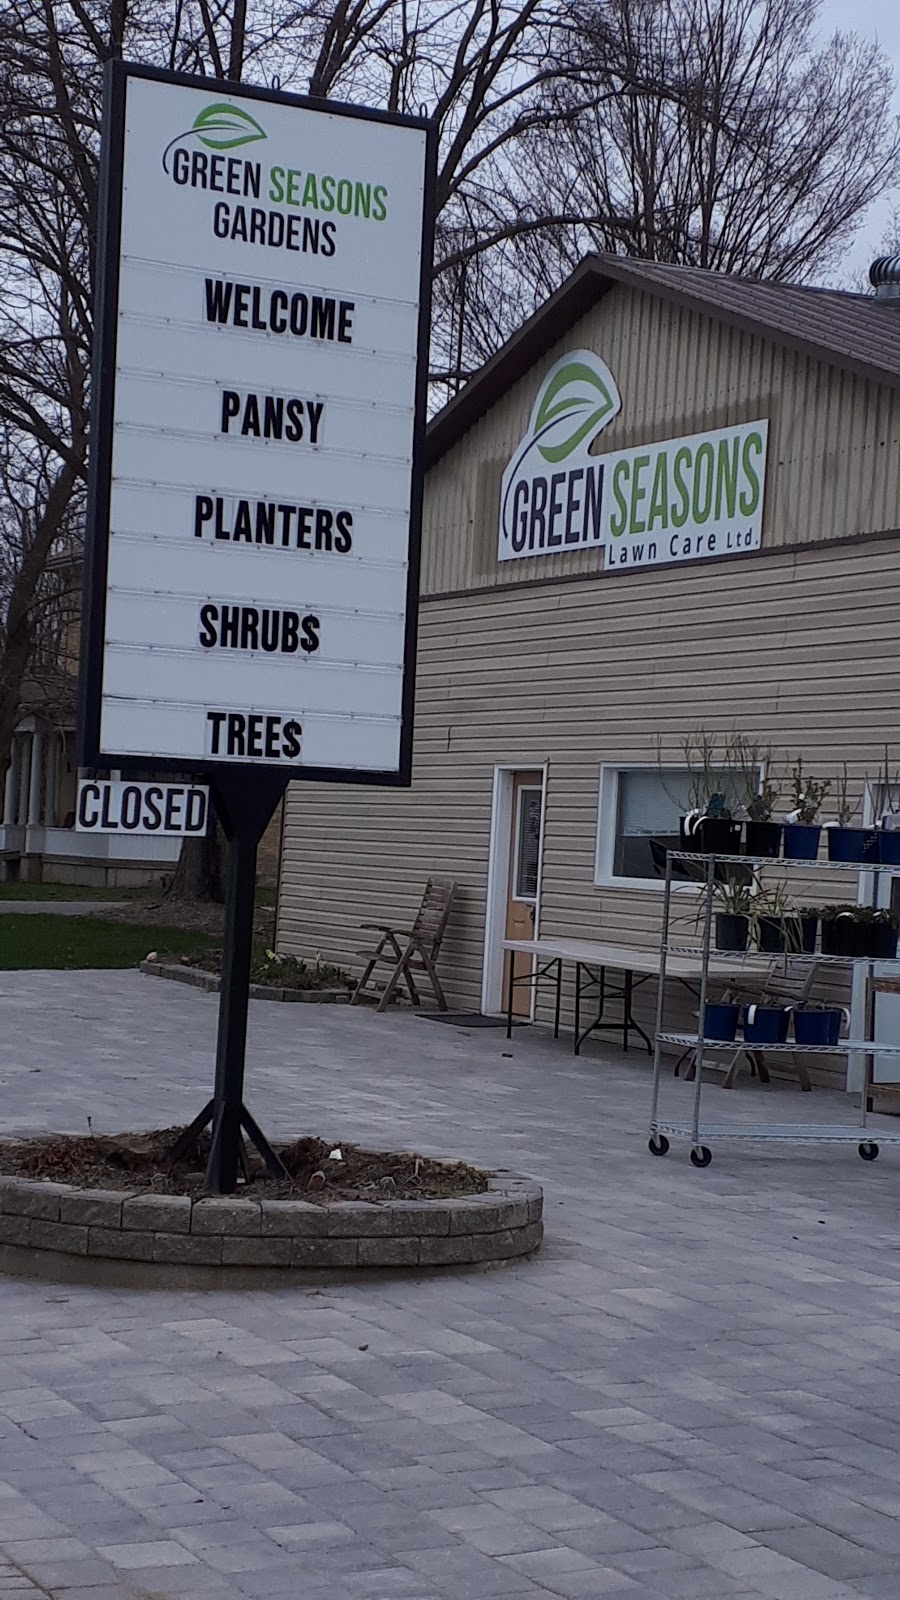 GREEN SEASONS
GARDENS
WELCOME
PANSY
PLANTERS
SHRUB$
TREE$
CLOSED
GREEN SEASONS
Lawn Care Ltd.